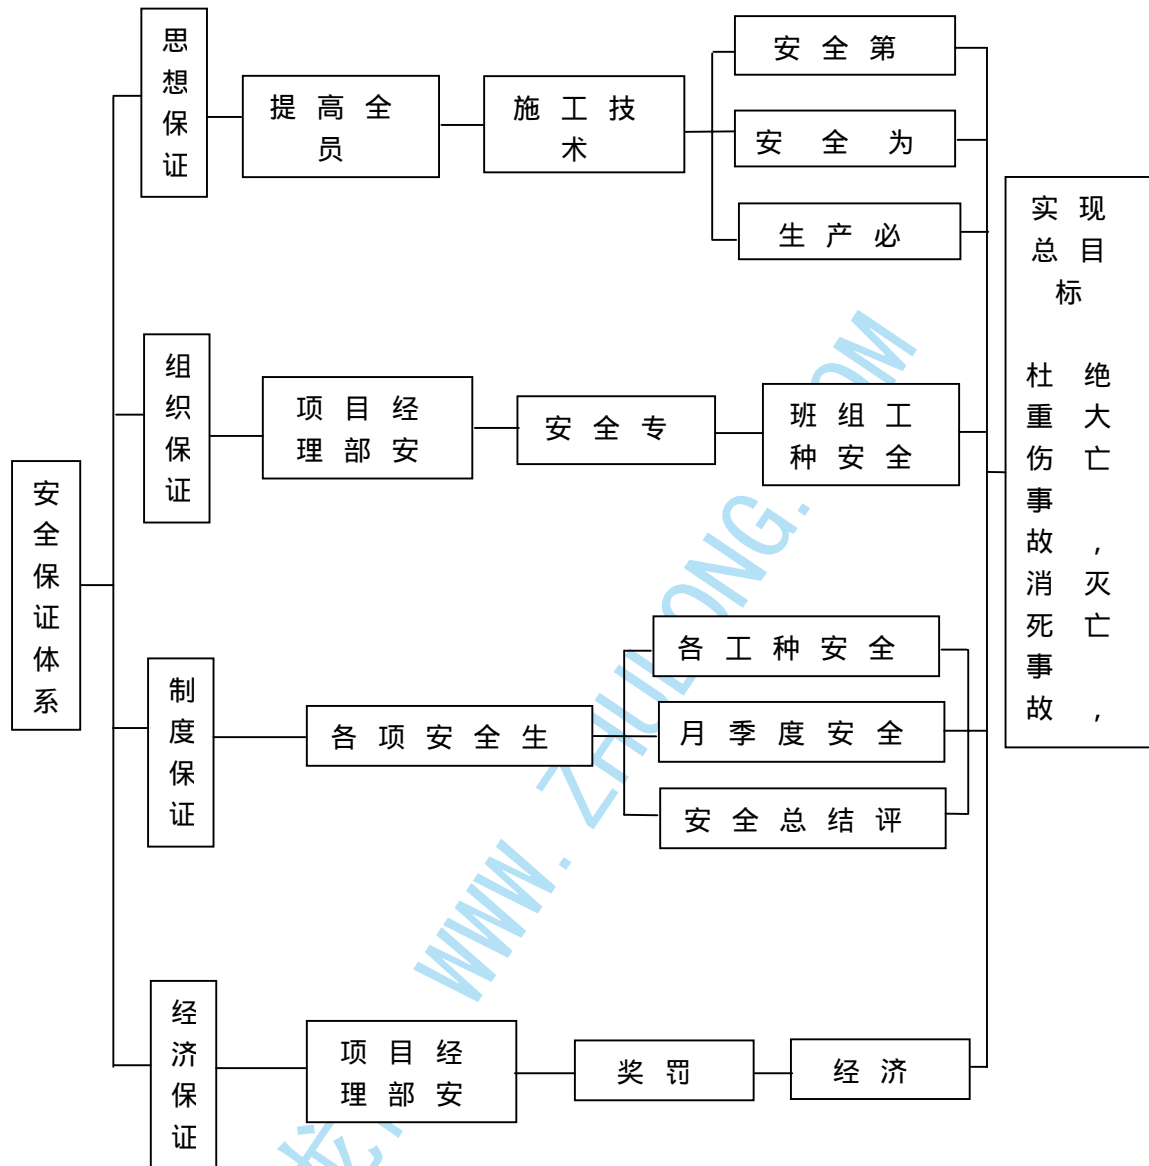 安全保证体系
思想保证
提高全
员
施工技
术
安全第
安全为
生产必
组织保证
项目经
理部安
安全专
班组工
种安全
制度保证
各项安全生
各工种安全
月季度安全
安全总结评
经济保证
项目经
理部安
奖罚
经济
实现
总目
标
杜绝
重大
伤亡
事
故,
消灭
死亡
事
故,
WWW.ZHULONG.COM
龙